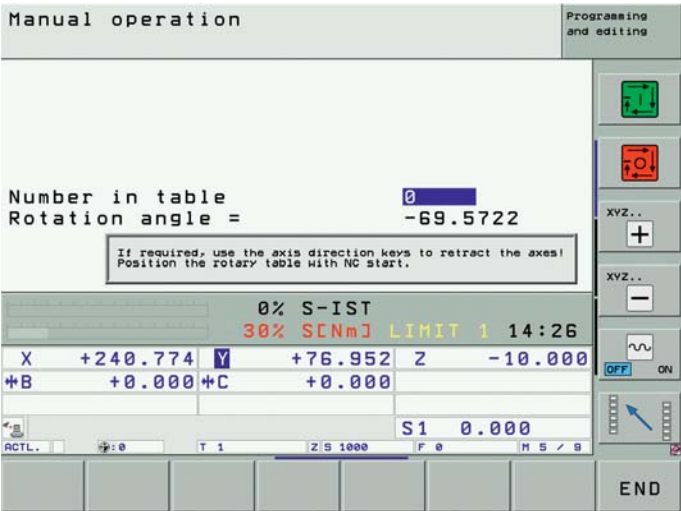 Manual operation
Programming
and editing
Number in table 0
Rotation angle = -69.5722
If required, use the axis direction keys to retract the axes!
Position the rotary table with NC start.
XYZ..
+
XYZ..
-
0% S-IST
30% S[Nm] LIMIT 1 14:26
X +240.774 Y +76.952 Z -10.000
B +0.000 C +0.000
OFF ON
S1 0.000
ACTL. :0 T 1 Z S 1000 F 0 M 5 / 9
END